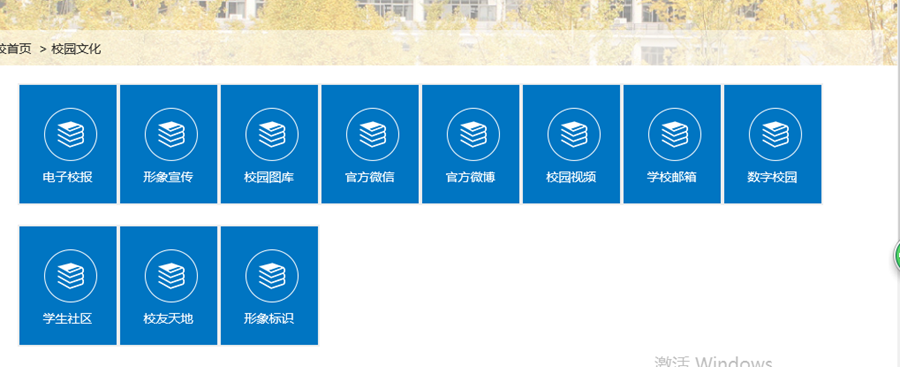 校首页 > 校园文化
电子校报 形象宣传 校园图库 官方微信 官方微博 校园视频 学校邮箱 数字校园
学生社区 校友天地 形象标识
激活 Windows